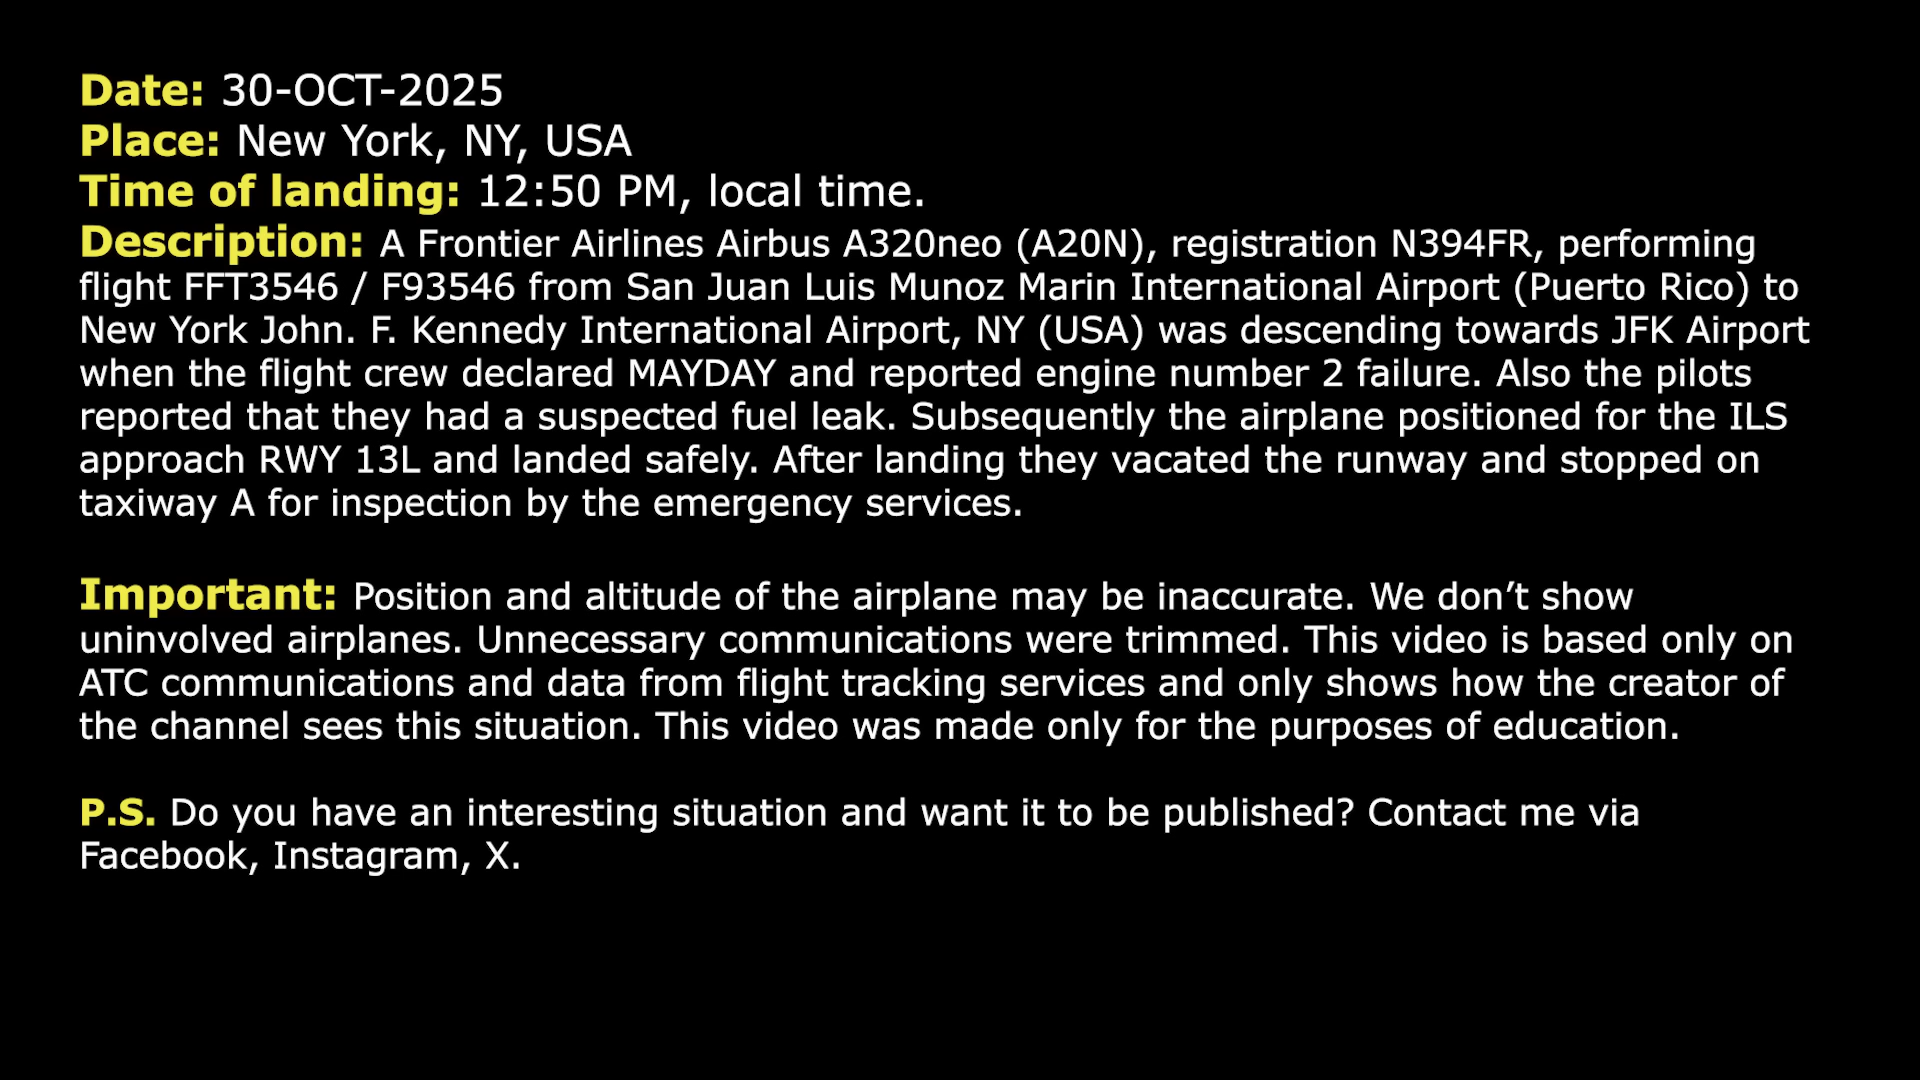 Date: 30-OCT-2025
Place: New York, NY, USA
Time of landing: 12:50 PM, local time.
Description: A Frontier Airlines Airbus A320neo (A20N), registration N394FR, performing
flight FFT3546 / F93546 from San Juan Luis Munoz Marin International Airport (Puerto Rico) to
New York John. F. Kennedy International Airport, NY (USA) was descending towards JFK Airport
when the flight crew declared MAYDAY and reported engine number 2 failure. Also the pilots
reported that they had a suspected fuel leak. Subsequently the airplane positioned for the ILS
approach RWY 13L and landed safely. After landing they vacated the runway and stopped on
taxiway A for inspection by the emergency services.
Important: Position and altitude of the airplane may be inaccurate. We don’t show
uninvolved airplanes. Unnecessary communications were trimmed. This video is based only on
ATC communications and data from flight tracking services and only shows how the creator of
the channel sees this situation. This video was made only for the purposes of education.
P.S. Do you have an interesting situation and want it to be published? Contact me via
Facebook, Instagram, X.